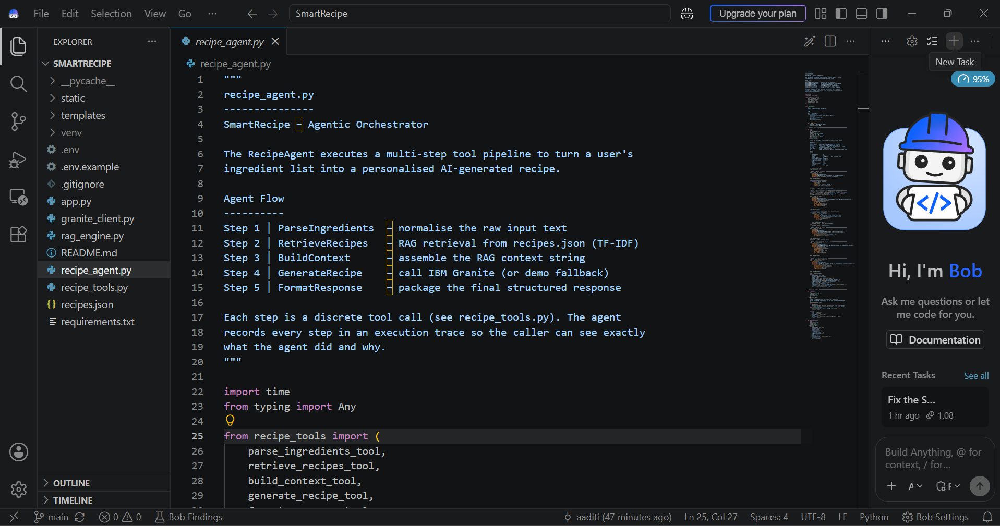 File Edit Selection View Go
SmartRecipe
Upgrade your plan
EXPLORER
recipe_agent.py
New Task
95%
SMARTRECIPE
__pycache__
static
templates
venv
.env
.env.example
.gitignore
app.py
granite_client.py
rag_engine.py
README.md
recipe_agent.py
recipe_tools.py
recipes.json
requirements.txt
OUTLINE
TIMELINE
recipe_agent.py
1 """
2 recipe_agent.py
3 ---------------
4 SmartRecipe – Agentic Orchestrator
5
6 The RecipeAgent executes a multi-step tool pipeline to turn a user's
7 ingredient list into a personalised AI-generated recipe.
8
9 Agent Flow
10 ----------
11 Step 1 │ ParseIngredients – normalise the raw input text
12 Step 2 │ RetrieveRecipes – RAG retrieval from recipes.json (TF-IDF)
13 Step 3 │ BuildContext – assemble the RAG context string
14 Step 4 │ GenerateRecipe – call IBM Granite (or demo fallback)
15 Step 5 │ FormatResponse – package the final structured response
16
17 Each step is a discrete tool call (see recipe_tools.py). The agent
18 records every step in an execution trace so the caller can see exactly
19 what the agent did and why.
20 """
21
22 import time
23 from typing import Any
24
25 from recipe_tools import (
26 parse_ingredients_tool,
27 retrieve_recipes_tool,
28 build_context_tool,
29 generate_recipe_tool,
</>
Hi, I'm Bob
Ask me questions or let
me code for you.
Documentation
Recent Tasks See all
Fix the S...
1 hr ago 1.08
Build Anything, @ for
context, / for...
A
main
0 0
Bob Findings
aaditi (47 minutes ago)
Ln 25, Col 27
Spaces: 4
UTF-8
LF
Python
Bob Settings